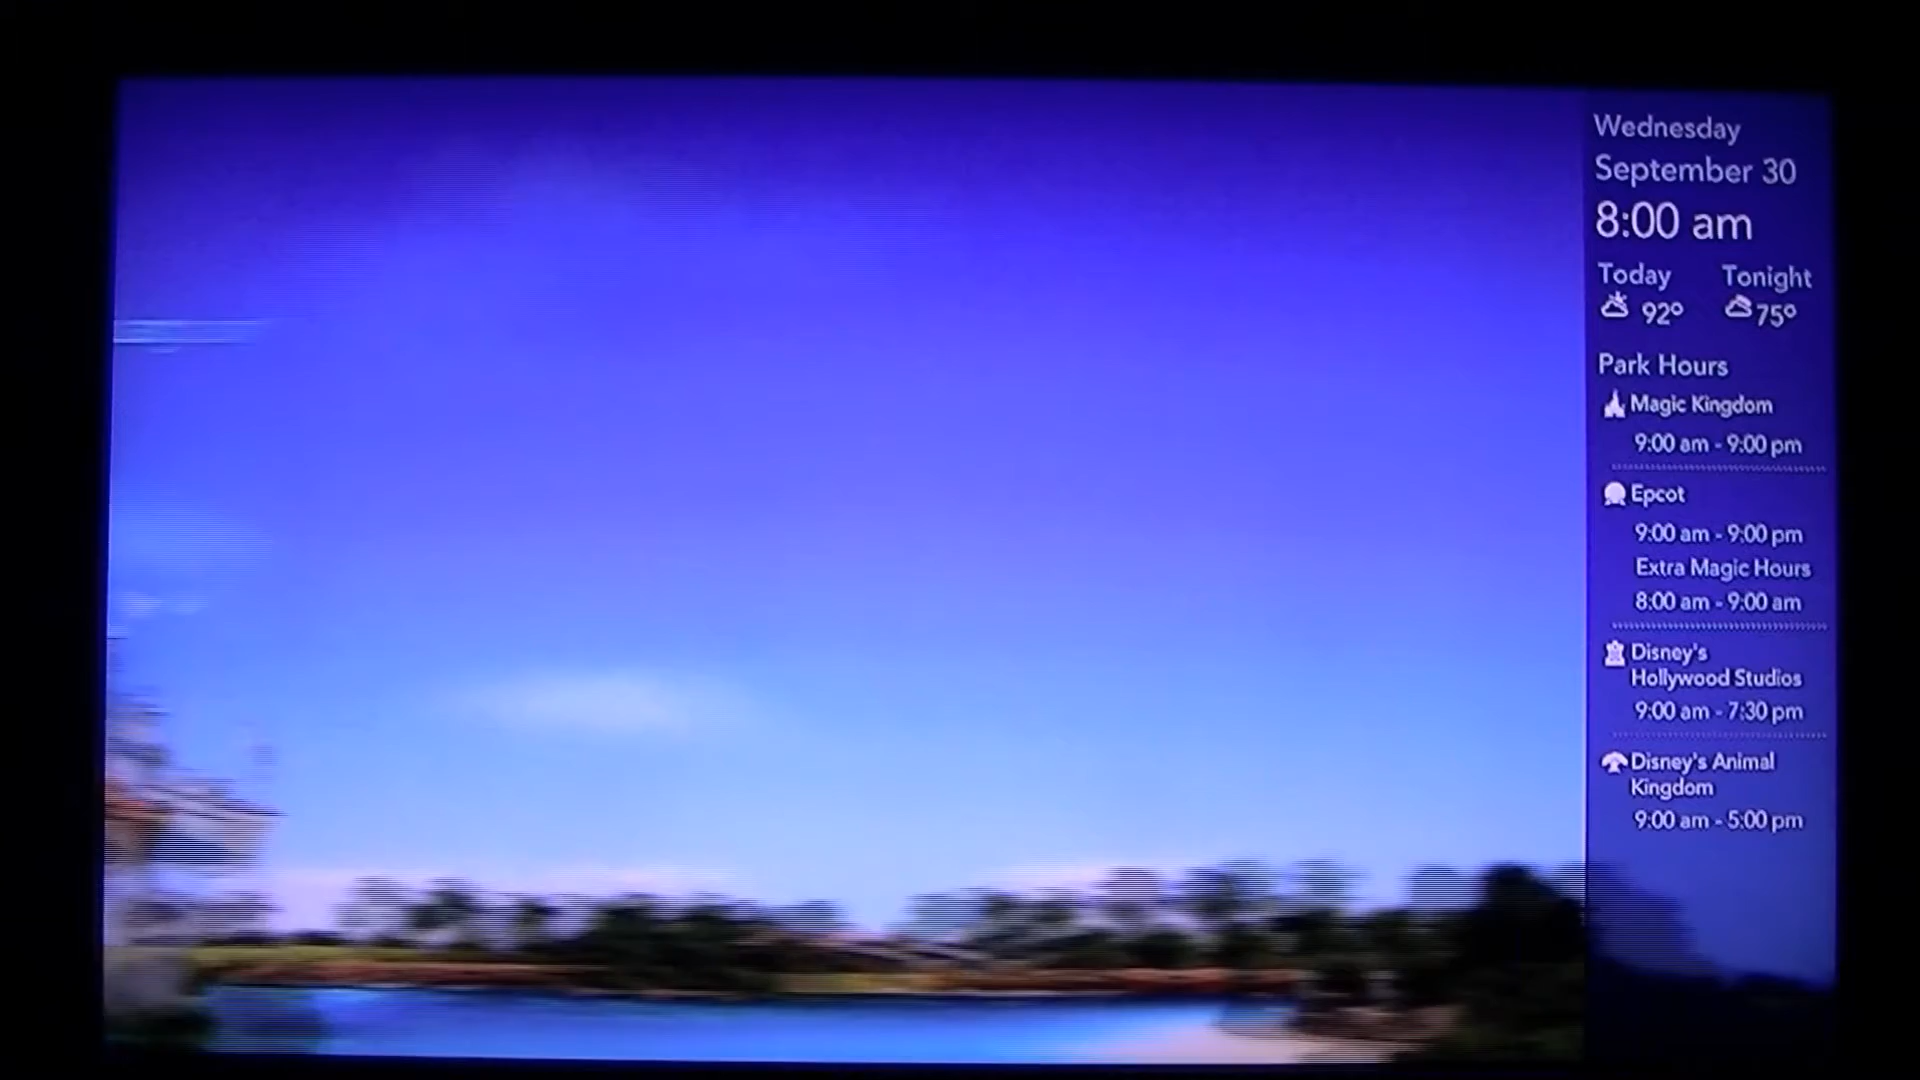 Wednesday
September 30
8:00 am
Today Tonight
92° 75°
Park Hours
Magic Kingdom
9:00 am - 9:00 pm
Epcot
9:00 am - 9:00 pm
Extra Magic Hours
8:00 am - 9:00 am
Disney's
Hollywood Studios
9:00 am - 7:30 pm
Disney's Animal
Kingdom
9:00 am - 5:00 pm